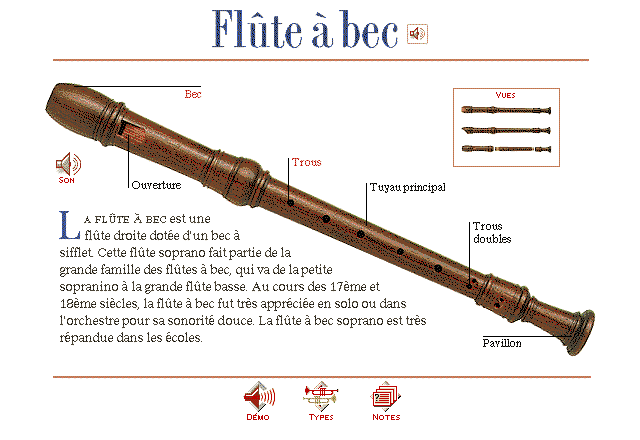 Flûte à bec
Bec
Vues
Son
Ouverture
Trous
Tuyau principal
Trous
doubles
La flûte à bec est une
flûte droite dotée d'un bec à
sifflet. Cette flûte soprano fait partie de la
grande famille des flûtes à bec, qui va de la petite
sopranino à la grande flûte basse. Au cours des 17ème et
18ème siècles, la flûte à bec fut très appréciée en solo ou dans
l'orchestre pour sa sonorité douce. La flûte à bec soprano est très
répandue dans les écoles.
Pavillon
Démo
Types
Notes